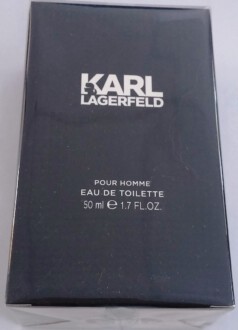 KARL
LAGERFELD
POUR HOMME
EAU DE TOILETTE
50 ml e 1.7 FL.OZ.